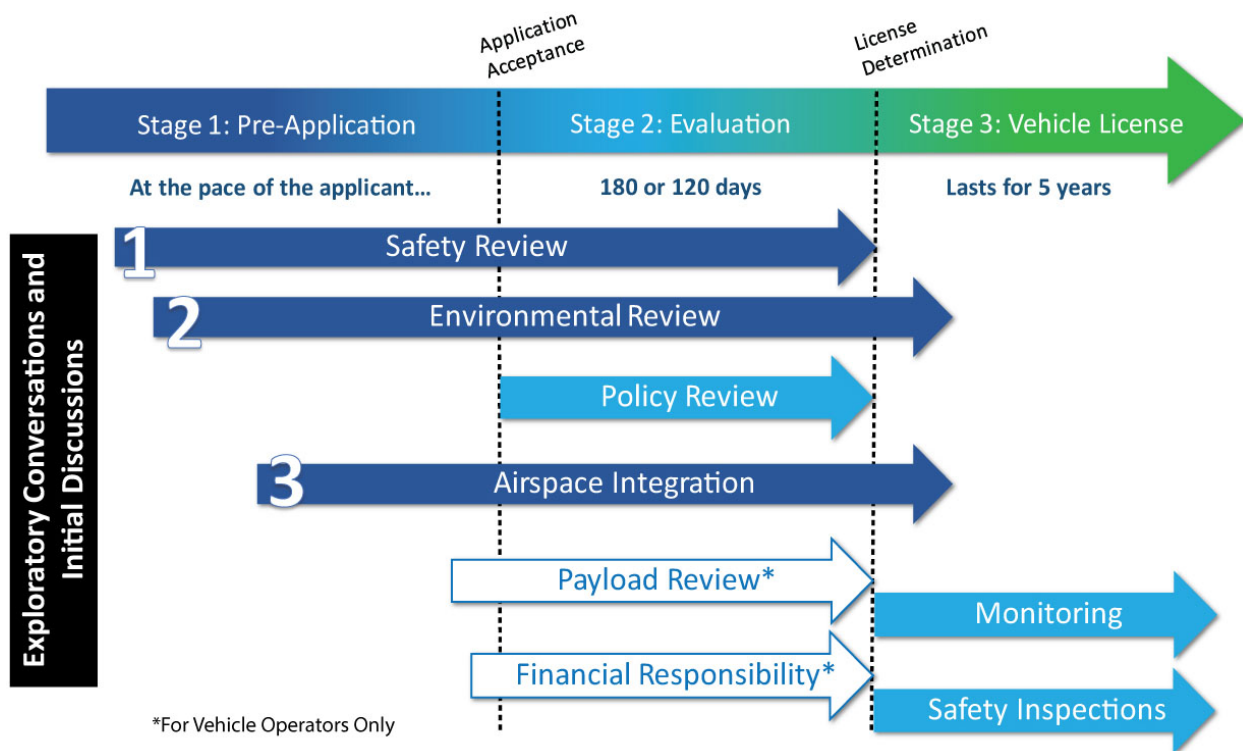 Application
Acceptance
License
Determination
Stage 1: Pre-Application
Stage 2: Evaluation
Stage 3: Vehicle License
At the pace of the applicant...
180 or 120 days
Lasts for 5 years
Exploratory Conversations and
Initial Discussions
1 Safety Review
2 Environmental Review
Policy Review
3 Airspace Integration
Payload Review*
Monitoring
Financial Responsibility*
Safety Inspections
*For Vehicle Operators Only